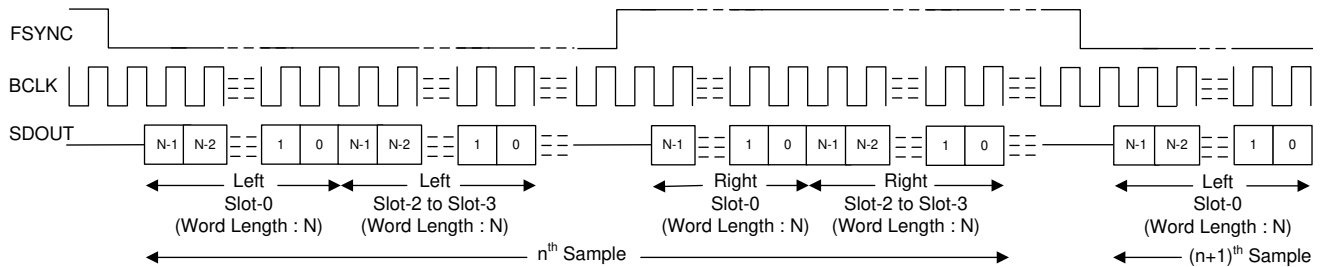 FSYNC
BCLK
SDOUT
N-1 N-2 1 0 N-1 N-2 1 0 N-1 1 0 N-1 N-2 1 0 N-1 N-2 1 0
Left Left Right Right Left
Slot-0 Slot-2 to Slot-3 Slot-0 Slot-2 to Slot-3 Slot-0
(Word Length : N) (Word Length : N) (Word Length : N) (Word Length : N) (Word Length : N)
nth Sample (n+1)th Sample